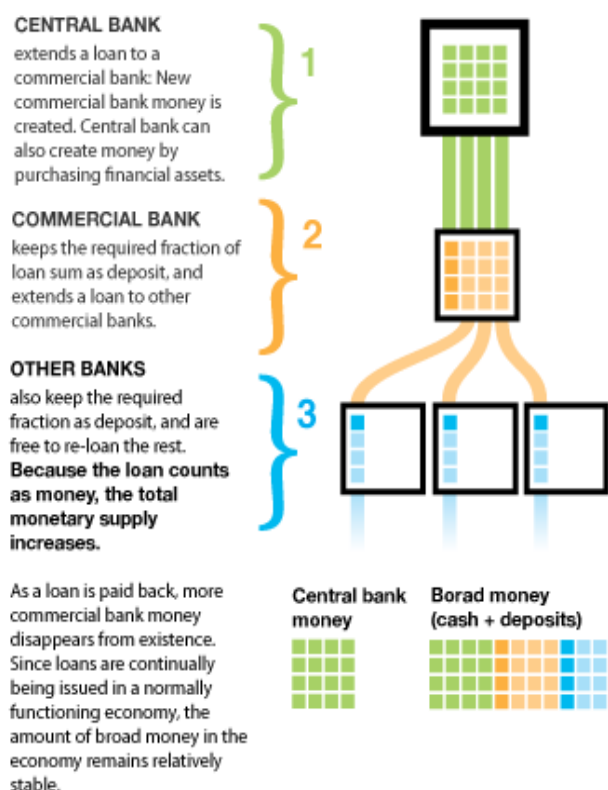 CENTRAL BANK
extends a loan to a
commercial bank: New
commercial bank money is
created. Central bank can
also create money by
purchasing financial assets.
1
COMMERCIAL BANK
keeps the required fraction of
loan sum as deposit, and
extends a loan to other
commercial banks.
2
OTHER BANKS
also keep the required
fraction as deposit, and are
free to re-loan the rest.
Because the loan counts
as money, the total
monetary supply
increases.
3
As a loan is paid back, more
commercial bank money
disappears from existence.
Since loans are continually
being issued in a normally
functioning economy, the
amount of broad money in the
economy remains relatively
stable.
Central bank
money
Borad money
(cash + deposits)